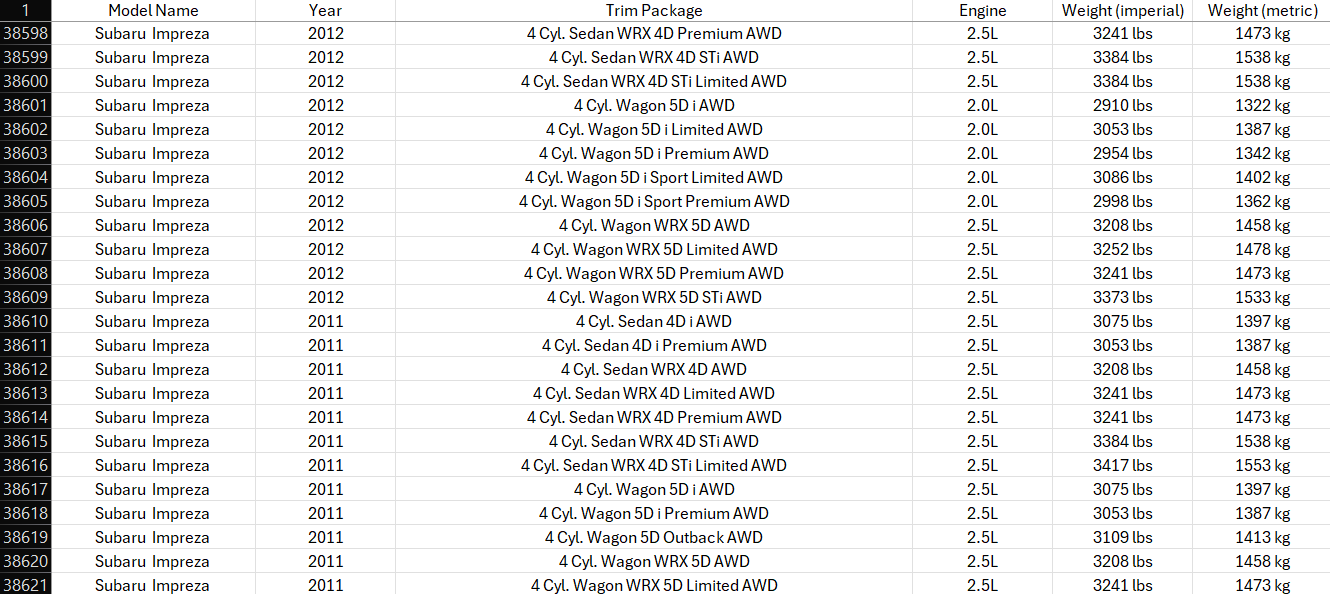 1 Model Name Year Trim Package Engine Weight (imperial) Weight (metric)
38598 Subaru Impreza 2012 4 Cyl. Sedan WRX 4D Premium AWD 2.5L 3241 lbs 1473 kg
38599 Subaru Impreza 2012 4 Cyl. Sedan WRX 4D STi AWD 2.5L 3384 lbs 1538 kg
38600 Subaru Impreza 2012 4 Cyl. Sedan WRX 4D STi Limited AWD 2.5L 3384 lbs 1538 kg
38601 Subaru Impreza 2012 4 Cyl. Wagon 5D i AWD 2.0L 2910 lbs 1322 kg
38602 Subaru Impreza 2012 4 Cyl. Wagon 5D i Limited AWD 2.0L 3053 lbs 1387 kg
38603 Subaru Impreza 2012 4 Cyl. Wagon 5D i Premium AWD 2.0L 2954 lbs 1342 kg
38604 Subaru Impreza 2012 4 Cyl. Wagon 5D i Sport Limited AWD 2.0L 3086 lbs 1402 kg
38605 Subaru Impreza 2012 4 Cyl. Wagon 5D i Sport Premium AWD 2.0L 2998 lbs 1362 kg
38606 Subaru Impreza 2012 4 Cyl. Wagon WRX 5D AWD 2.5L 3208 lbs 1458 kg
38607 Subaru Impreza 2012 4 Cyl. Wagon WRX 5D Limited AWD 2.5L 3252 lbs 1478 kg
38608 Subaru Impreza 2012 4 Cyl. Wagon WRX 5D Premium AWD 2.5L 3241 lbs 1473 kg
38609 Subaru Impreza 2012 4 Cyl. Wagon WRX 5D STi AWD 2.5L 3373 lbs 1533 kg
38610 Subaru Impreza 2011 4 Cyl. Sedan 4D i AWD 2.5L 3075 lbs 1397 kg
38611 Subaru Impreza 2011 4 Cyl. Sedan 4D i Premium AWD 2.5L 3053 lbs 1387 kg
38612 Subaru Impreza 2011 4 Cyl. Sedan WRX 4D AWD 2.5L 3208 lbs 1458 kg
38613 Subaru Impreza 2011 4 Cyl. Sedan WRX 4D Limited AWD 2.5L 3241 lbs 1473 kg
38614 Subaru Impreza 2011 4 Cyl. Sedan WRX 4D Premium AWD 2.5L 3241 lbs 1473 kg
38615 Subaru Impreza 2011 4 Cyl. Sedan WRX 4D STi AWD 2.5L 3384 lbs 1538 kg
38616 Subaru Impreza 2011 4 Cyl. Sedan WRX 4D STi Limited AWD 2.5L 3417 lbs 1553 kg
38617 Subaru Impreza 2011 4 Cyl. Wagon 5D i AWD 2.5L 3075 lbs 1397 kg
38618 Subaru Impreza 2011 4 Cyl. Wagon 5D i Premium AWD 2.5L 3053 lbs 1387 kg
38619 Subaru Impreza 2011 4 Cyl. Wagon 5D Outback AWD 2.5L 3109 lbs 1413 kg
38620 Subaru Impreza 2011 4 Cyl. Wagon WRX 5D AWD 2.5L 3208 lbs 1458 kg
38621 Subaru Impreza 2011 4 Cyl. Wagon WRX 5D Limited AWD 2.5L 3241 lbs 1473 kg